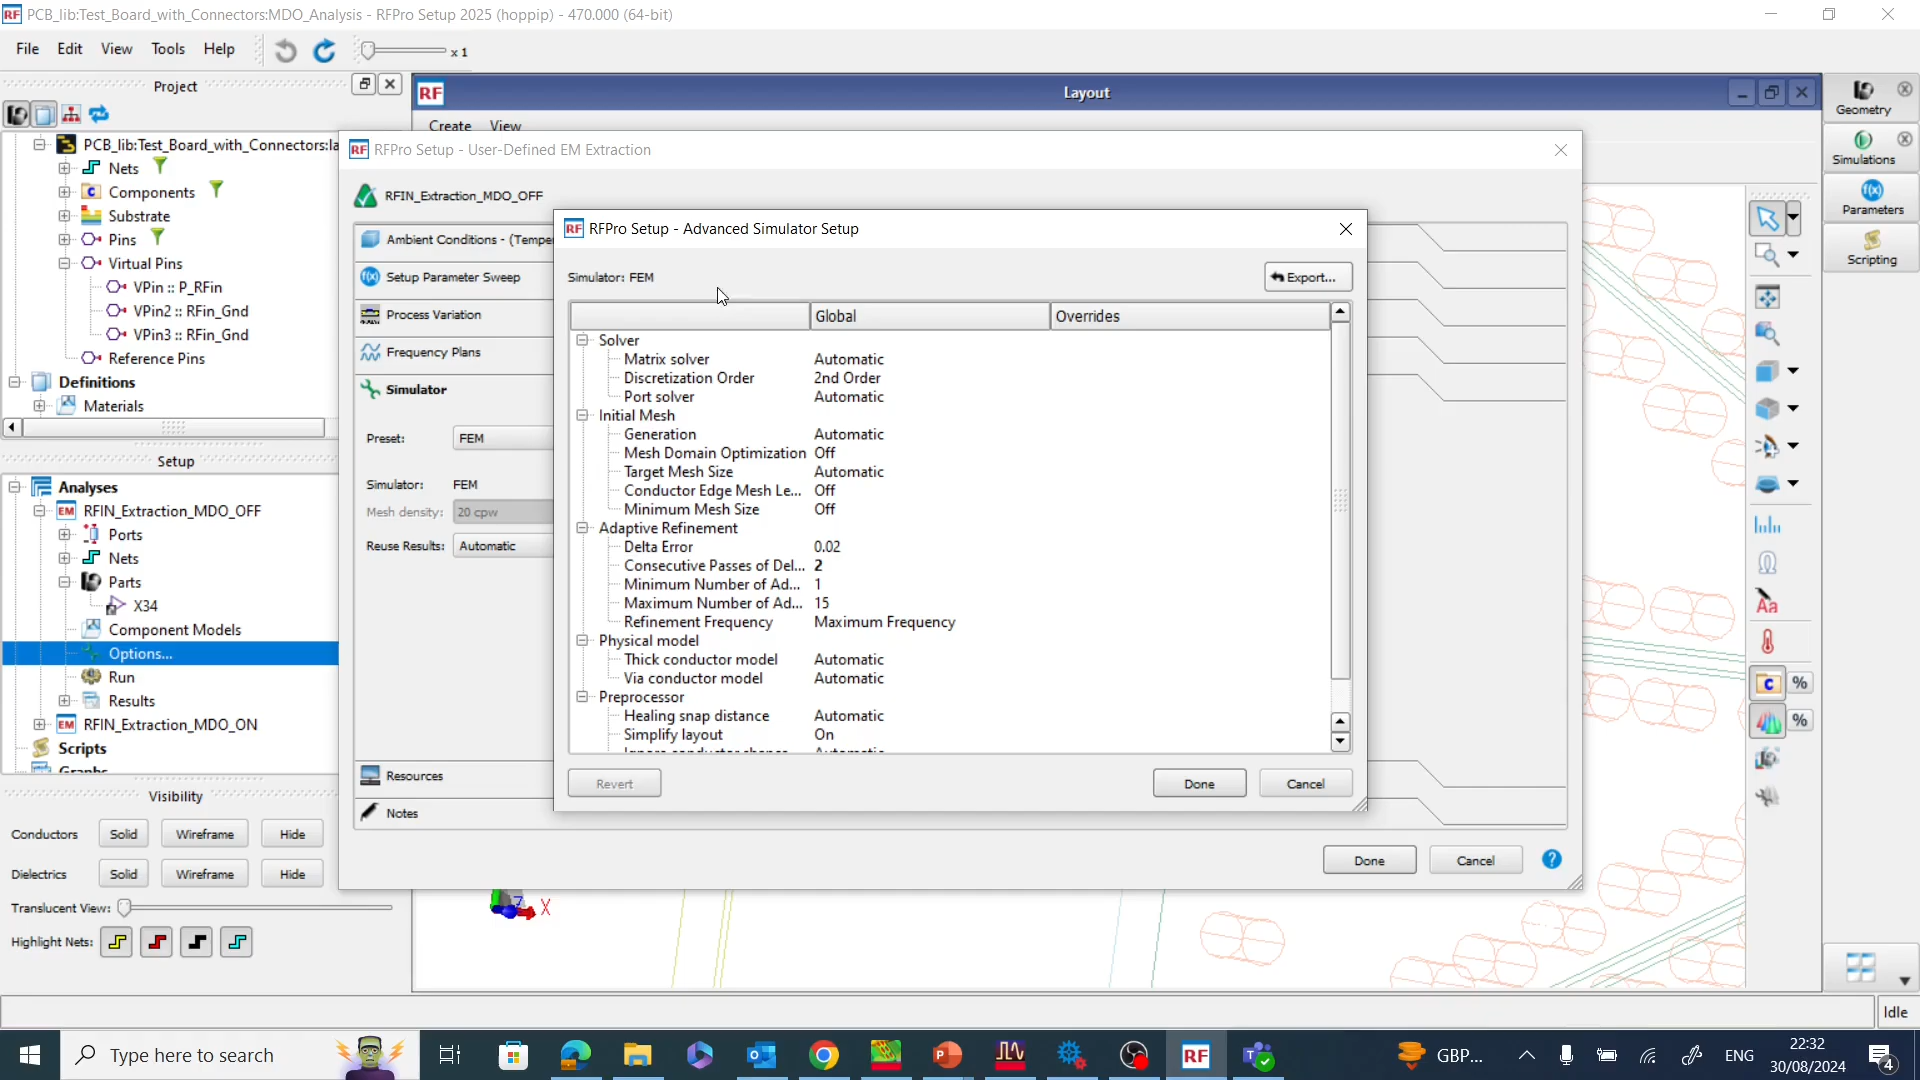 RF PCB_lib:Test_Board_with_Connectors:MDO_Analysis - RFPro Setup 2025 (hoppip) - 470.000 (64-bit)
File Edit View Tools Help x 1
Project
RF Layout
Create View
PCB_lib:Test_Board_with_Connectors:la
Nets
Components
Substrate
Pins
Virtual Pins
VPin :: P_RFin
VPin2 :: RFin_Gnd
VPin3 :: RFin_Gnd
Reference Pins
Definitions
Materials
Setup
Analyses
EM RFIN_Extraction_MDO_OFF
Ports
Nets
Parts
X34
Component Models
Options...
Run
Results
EM RFIN_Extraction_MDO_ON
Scripts
Graphs
Visibility
Conductors Solid Wireframe Hide
Dielectrics Solid Wireframe Hide
Translucent View:
Highlight Nets:
RF RFPro Setup - User-Defined EM Extraction
RFIN_Extraction_MDO_OFF
Ambient Conditions - (Tempe
f(x) Setup Parameter Sweep
Process Variation
Frequency Plans
Simulator
Preset: FEM
Simulator: FEM
Mesh density: 20 cpw
Reuse Results: Automatic
Resources
Notes
Done Cancel ?
RF RFPro Setup - Advanced Simulator Setup
Simulator: FEM Export...
Global Overrides
Solver
Matrix solver Automatic
Discretization Order 2nd Order
Port solver Automatic
Initial Mesh
Generation Automatic
Mesh Domain Optimization Off
Target Mesh Size Automatic
Conductor Edge Mesh Le... Off
Minimum Mesh Size Off
Adaptive Refinement
Delta Error 0.02
Consecutive Passes of Del... 2
Minimum Number of Ad... 1
Maximum Number of Ad... 15
Refinement Frequency Maximum Frequency
Physical model
Thick conductor model Automatic
Via conductor model Automatic
Preprocessor
Healing snap distance Automatic
Simplify layout On
Revert Done Cancel
Geometry
Simulations
f(x)
Parameters
Scripting
Aa
C %
%
Z X
Idle
Type here to search
RF
GBP...
ENG
22:32
30/08/2024
4